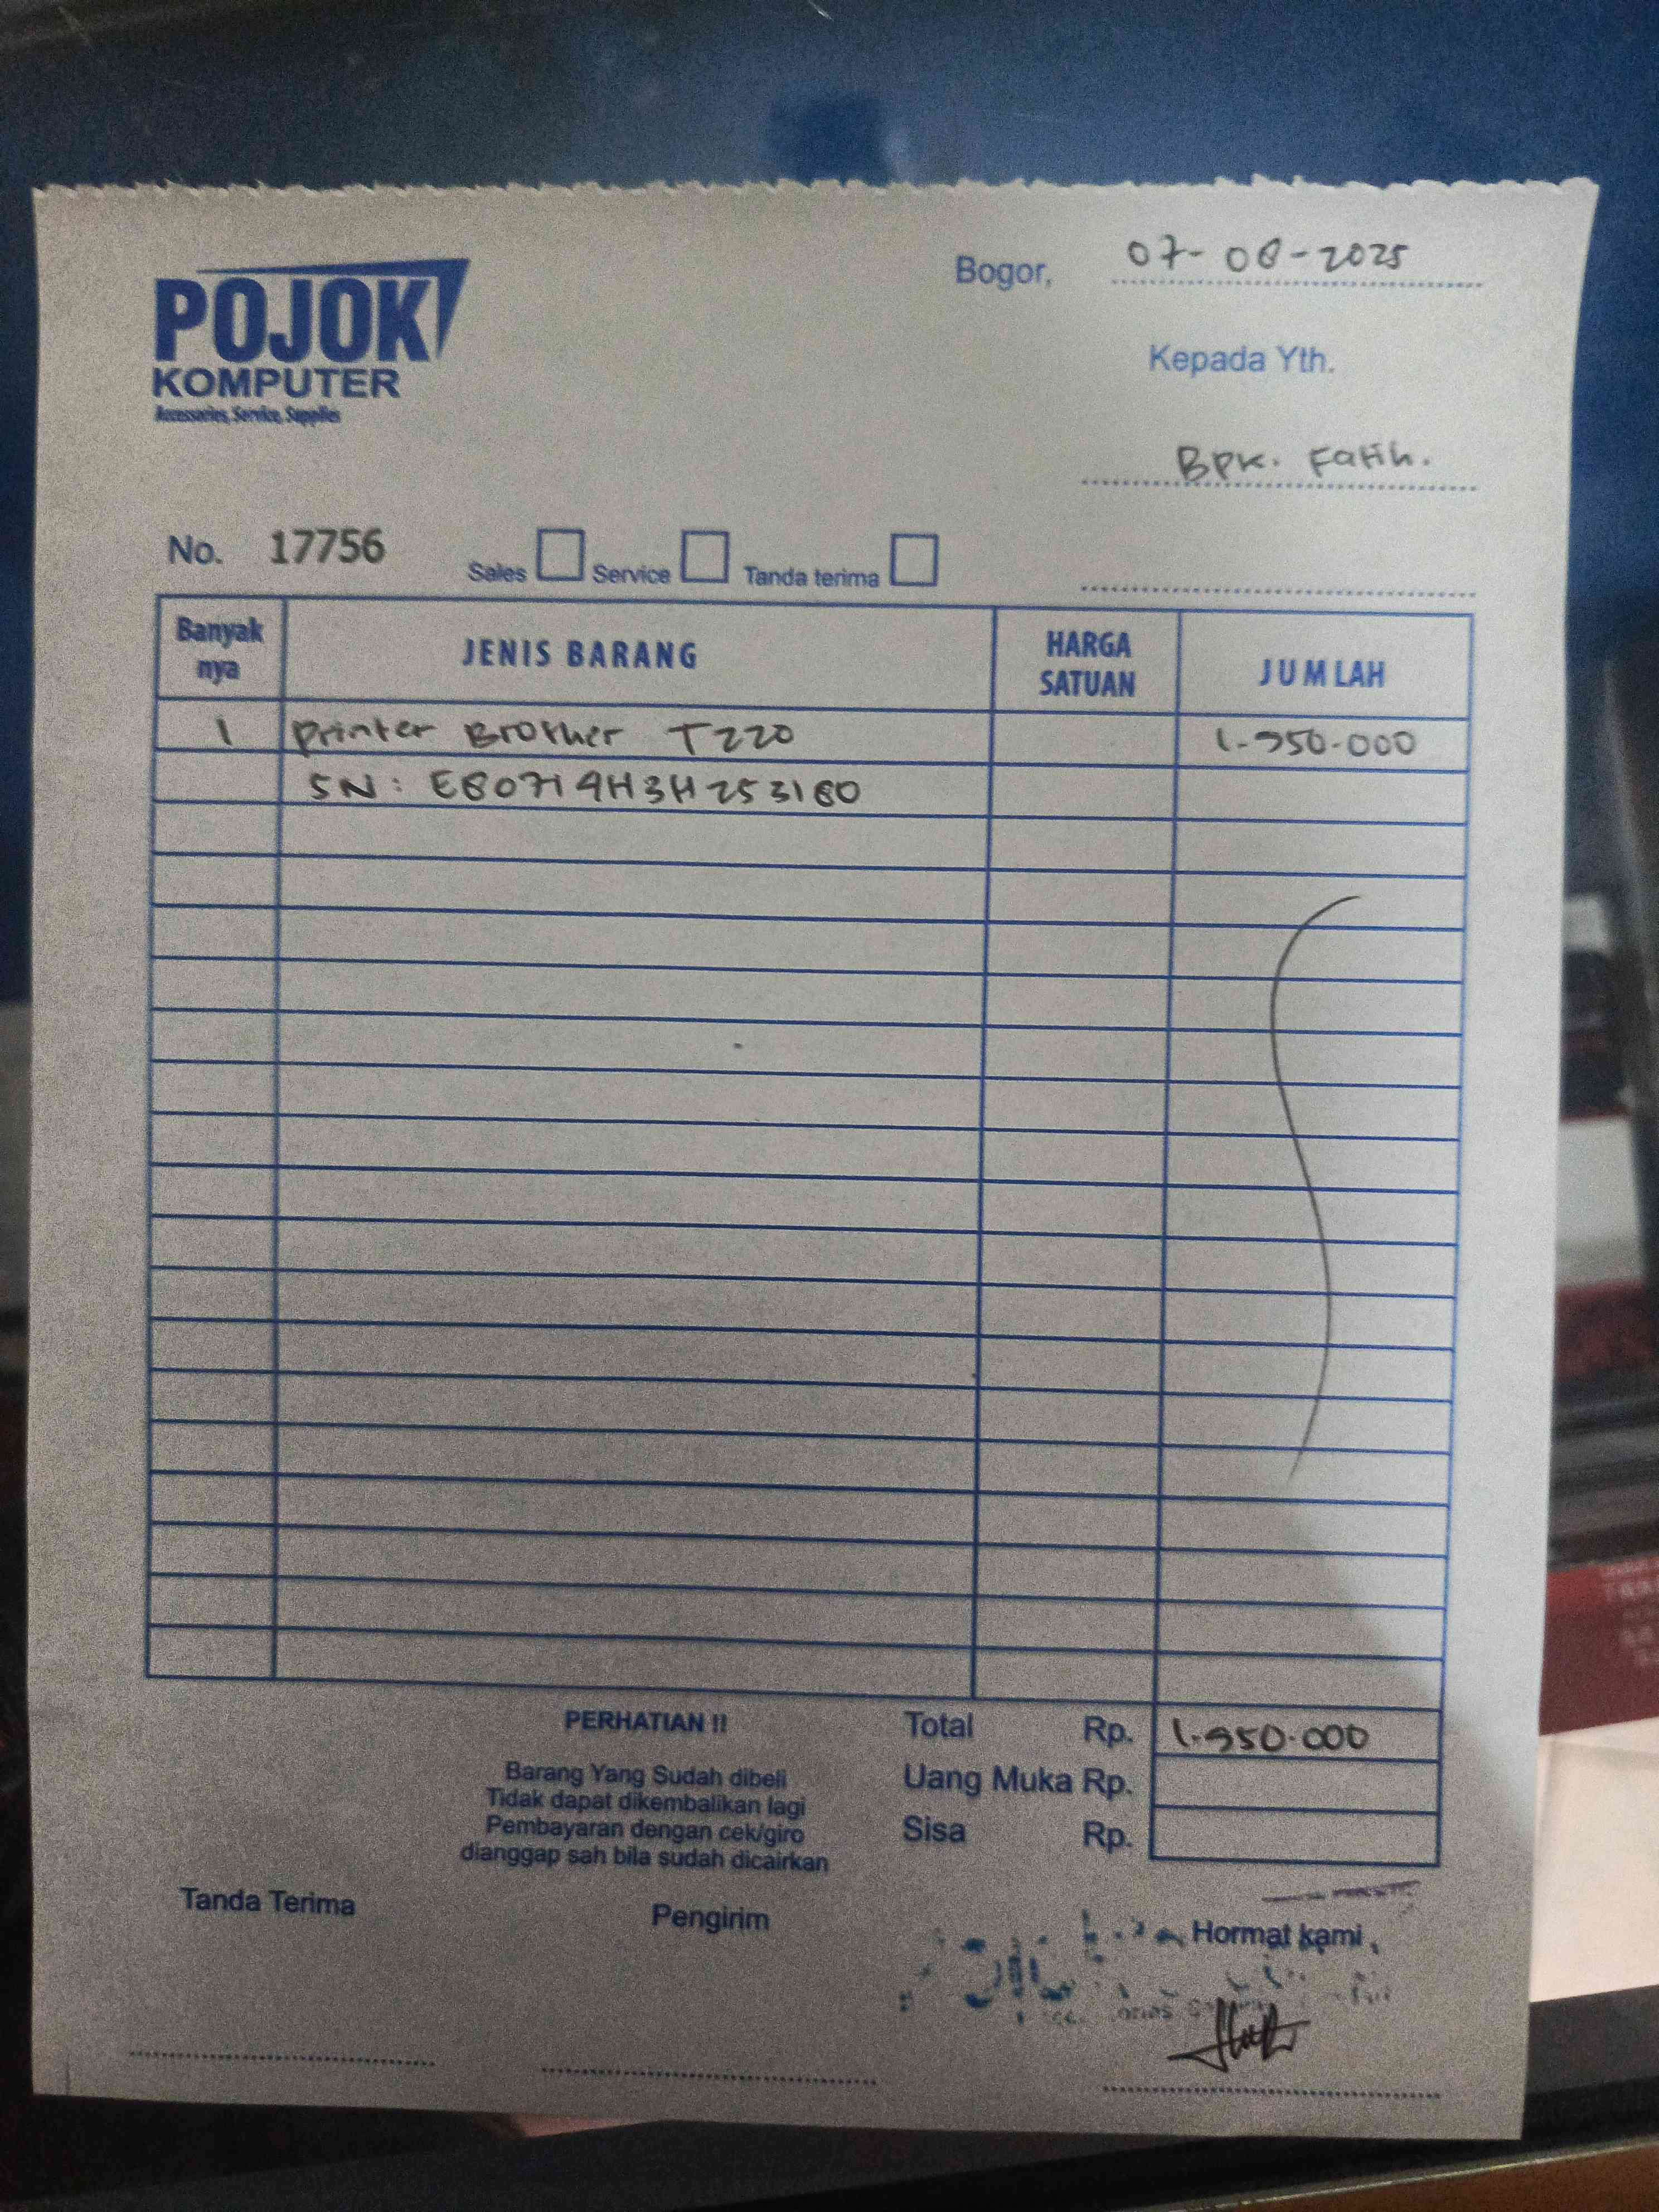 POJOK
KOMPUTER
Accessories, Service, Supplies
Bogor, 07-08-2025
Kepada Yth.
BPK. Fatih.
No. 17756
Sales Service Tanda terima
Banyak nya JENIS BARANG HARGA SATUAN JUMLAH
1 Printer Brother T220 1.950.000
SN: E80719H3H253180
PERHATIAN !!
Barang Yang Sudah dibeli
Tidak dapat dikembalikan lagi
Pembayaran dengan cek/giro
dianggap sah bila sudah dicairkan
Total Rp. 1.950.000
Uang Muka Rp.
Sisa Rp.
Tanda Terima
Pengirim
Hormat kami,